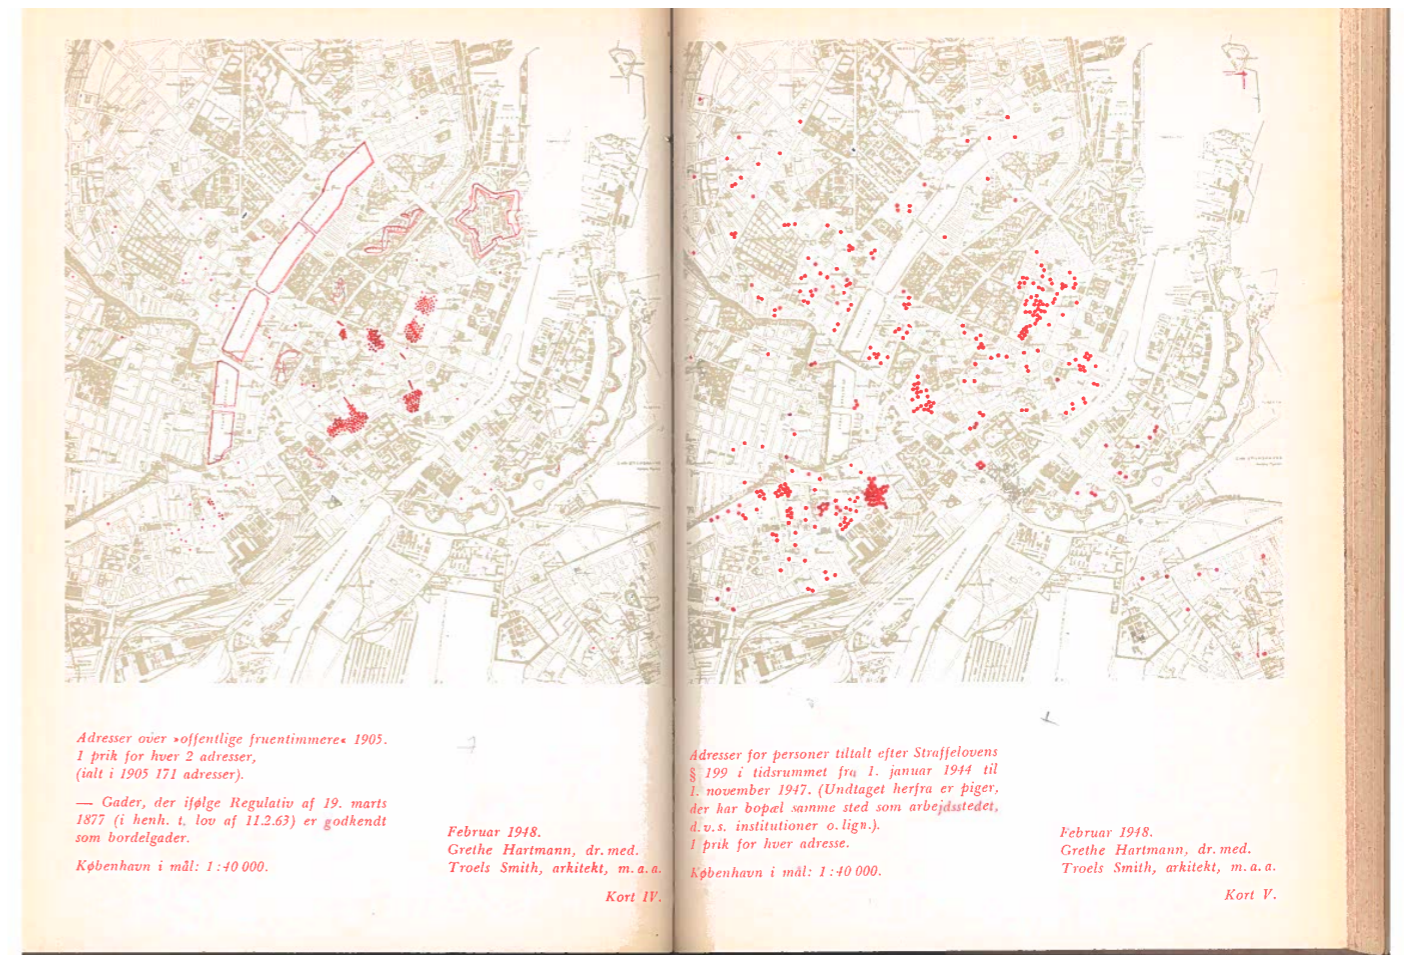 Adresser over »offentlige fruentimmere« 1905.
1 prik for hver 2 adresser,
(ialt i 1905 171 adresser).
— Gader, der ifølge Regulativ af 19. marts
1877 (i henh. t. lov af 11.2.63) er godkendt
som bordelgader.
København i mål: 1:40 000.
Februar 1948.
Grethe Hartmann, dr. med.
Troels Smith, arkitekt, m. a. a.
Kort IV.
Adresser for personer tiltalt efter Straffelovens
§ 199 i tidsrummet fra 1. januar 1944 til
1. november 1947. (Undtaget herfra er piger,
der har bopæl samme sted som arbejdsstedet,
d.v.s. institutioner o. lign.).
1 prik for hver adresse.
København i mål: 1:40 000.
Februar 1948.
Grethe Hartmann, dr. med.
Troels Smith, arkitekt, m. a. a.
Kort V.